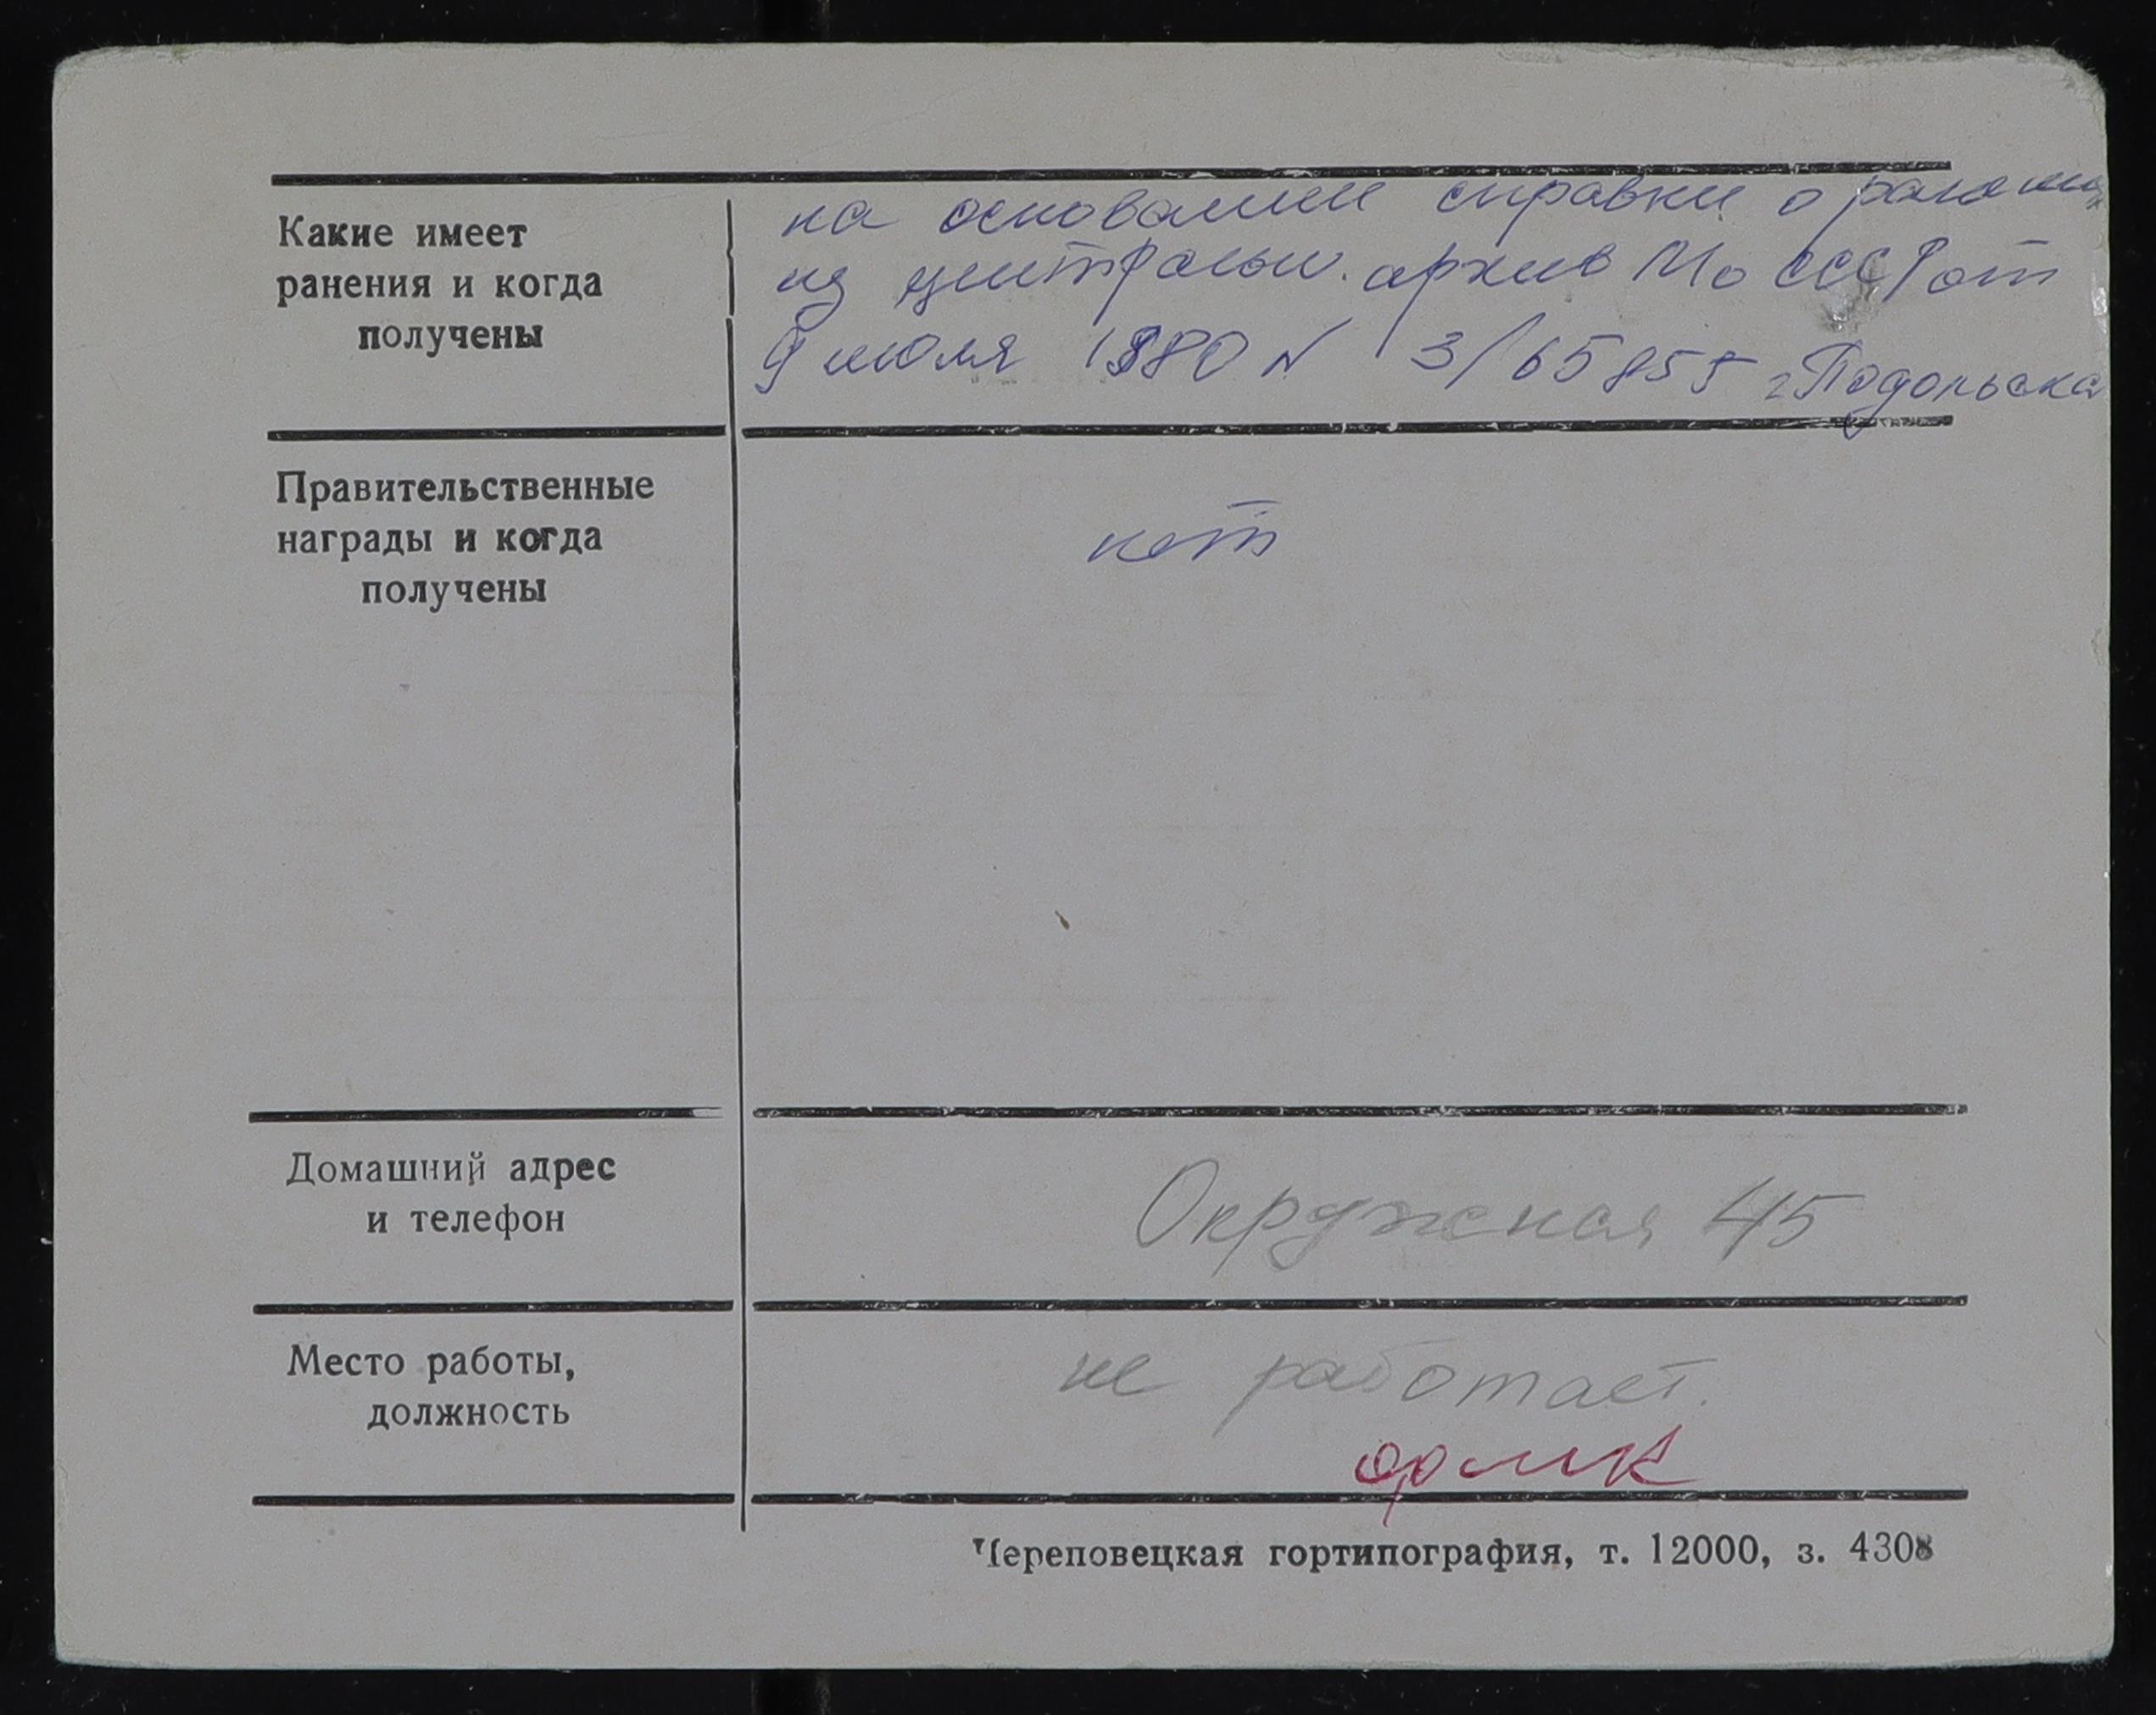 Какие имеет
ранения и когда
получены
на основании справки о ранении
из централь. архив Мо СССР от
9 июля 1980 N 3/65855 г Подольска
Правительственные
награды и когда
получены
нет
Домашний адрес
и телефон
Окружная 45
Место работы,
должность
не работает.
Череповецкая гортипография, т. 12000, з. 4308